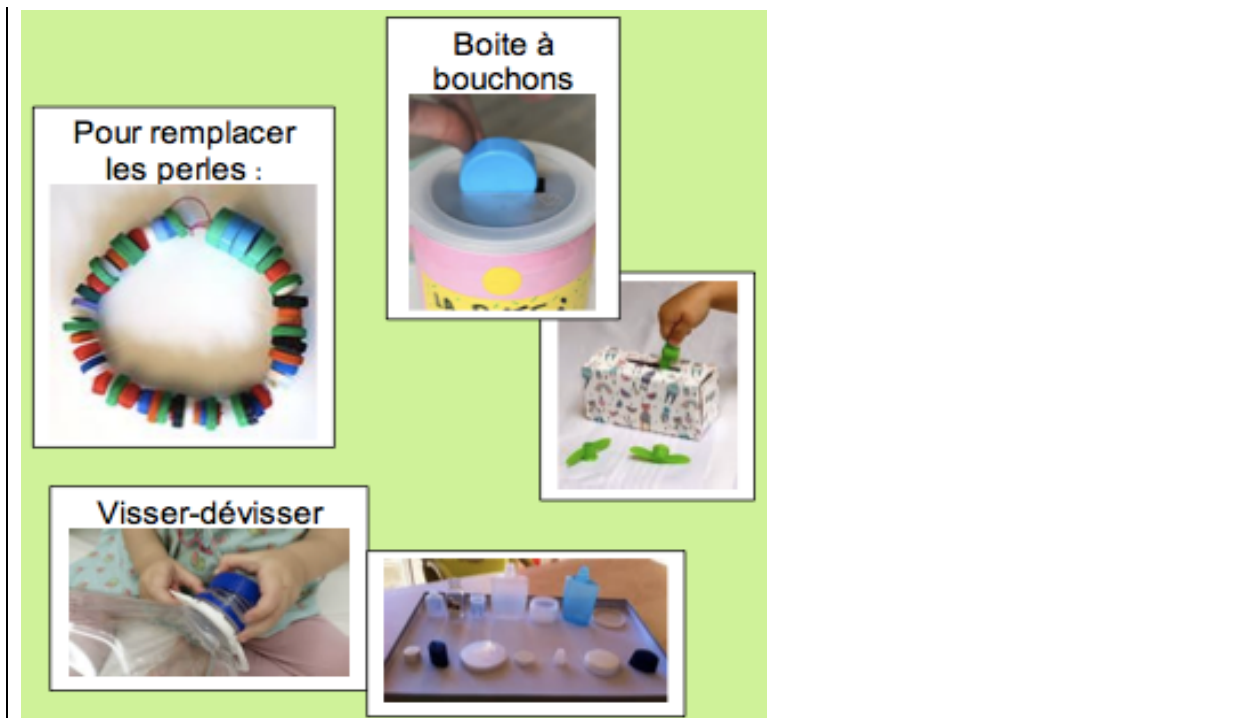 Boite à
bouchons
Pour remplacer
les perles :
Visser-dévisser